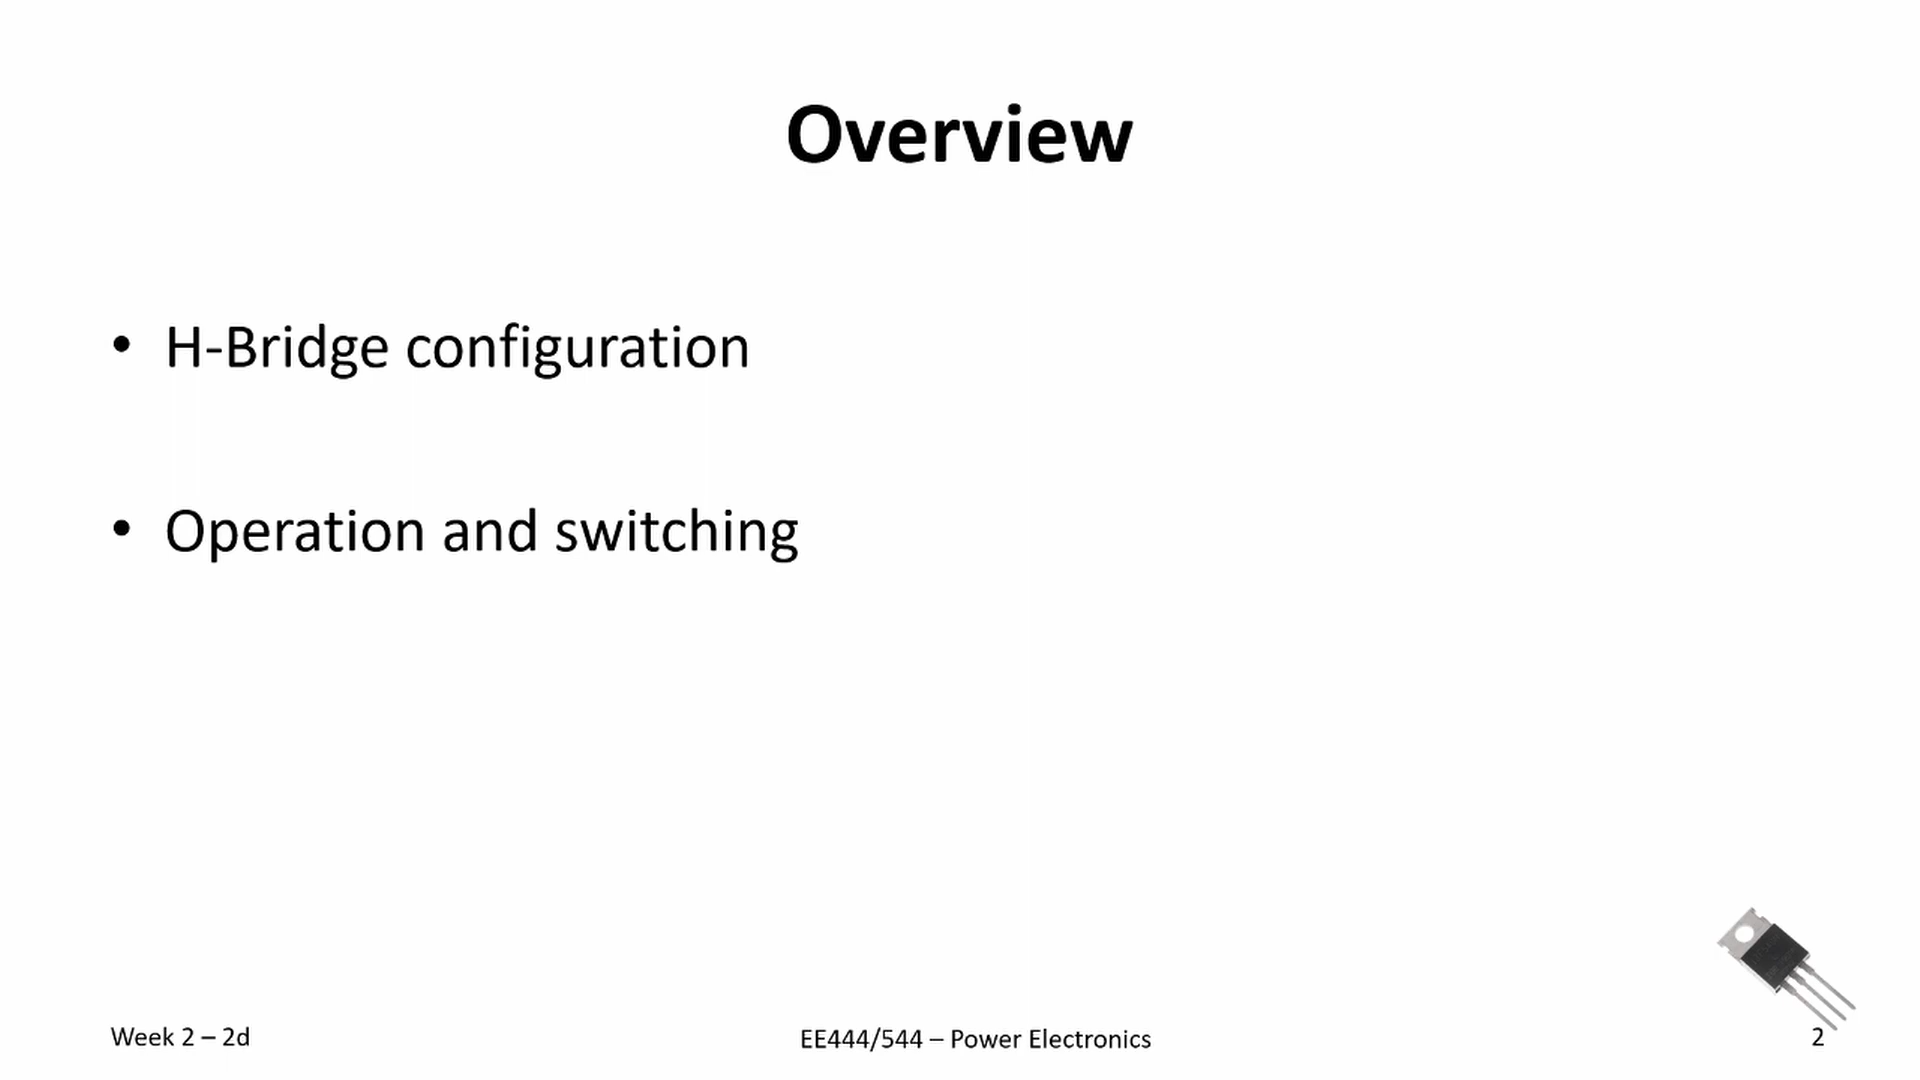 Overview
• H-Bridge configuration
• Operation and switching
Week 2 – 2d
EE444/544 – Power Electronics
2